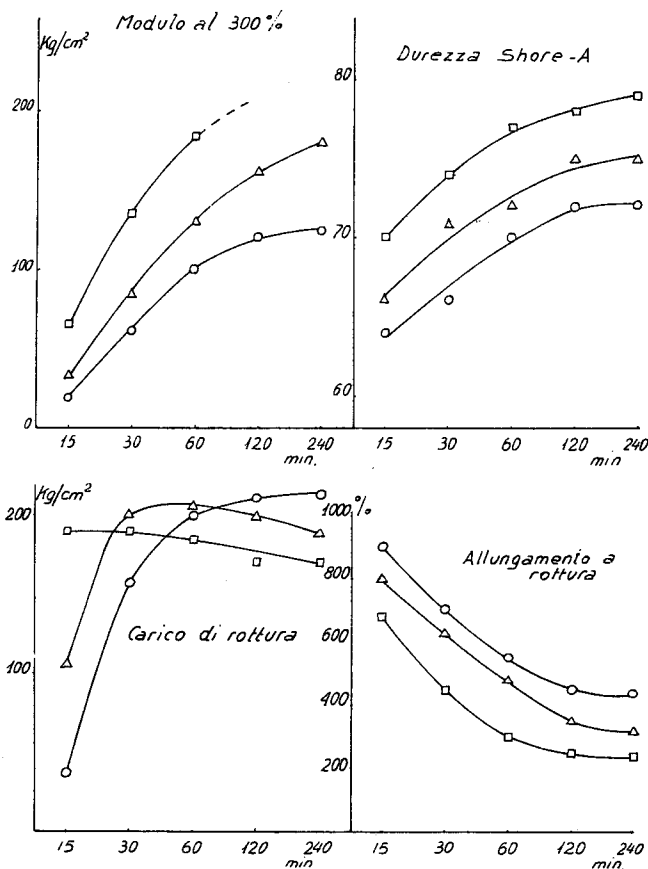 Modulo al 300%
Kg/cm²
200
100
0
15 30 60 120 240
min.
Durezza Shore-A
80
70
60
15 30 60 120 240
min.
Kg/cm²
200
100
Carico di rottura
15 30 60 120 240
min
1000 %
800
600
400
200
Allungamento a
rottura
15 30 60 120 240
min